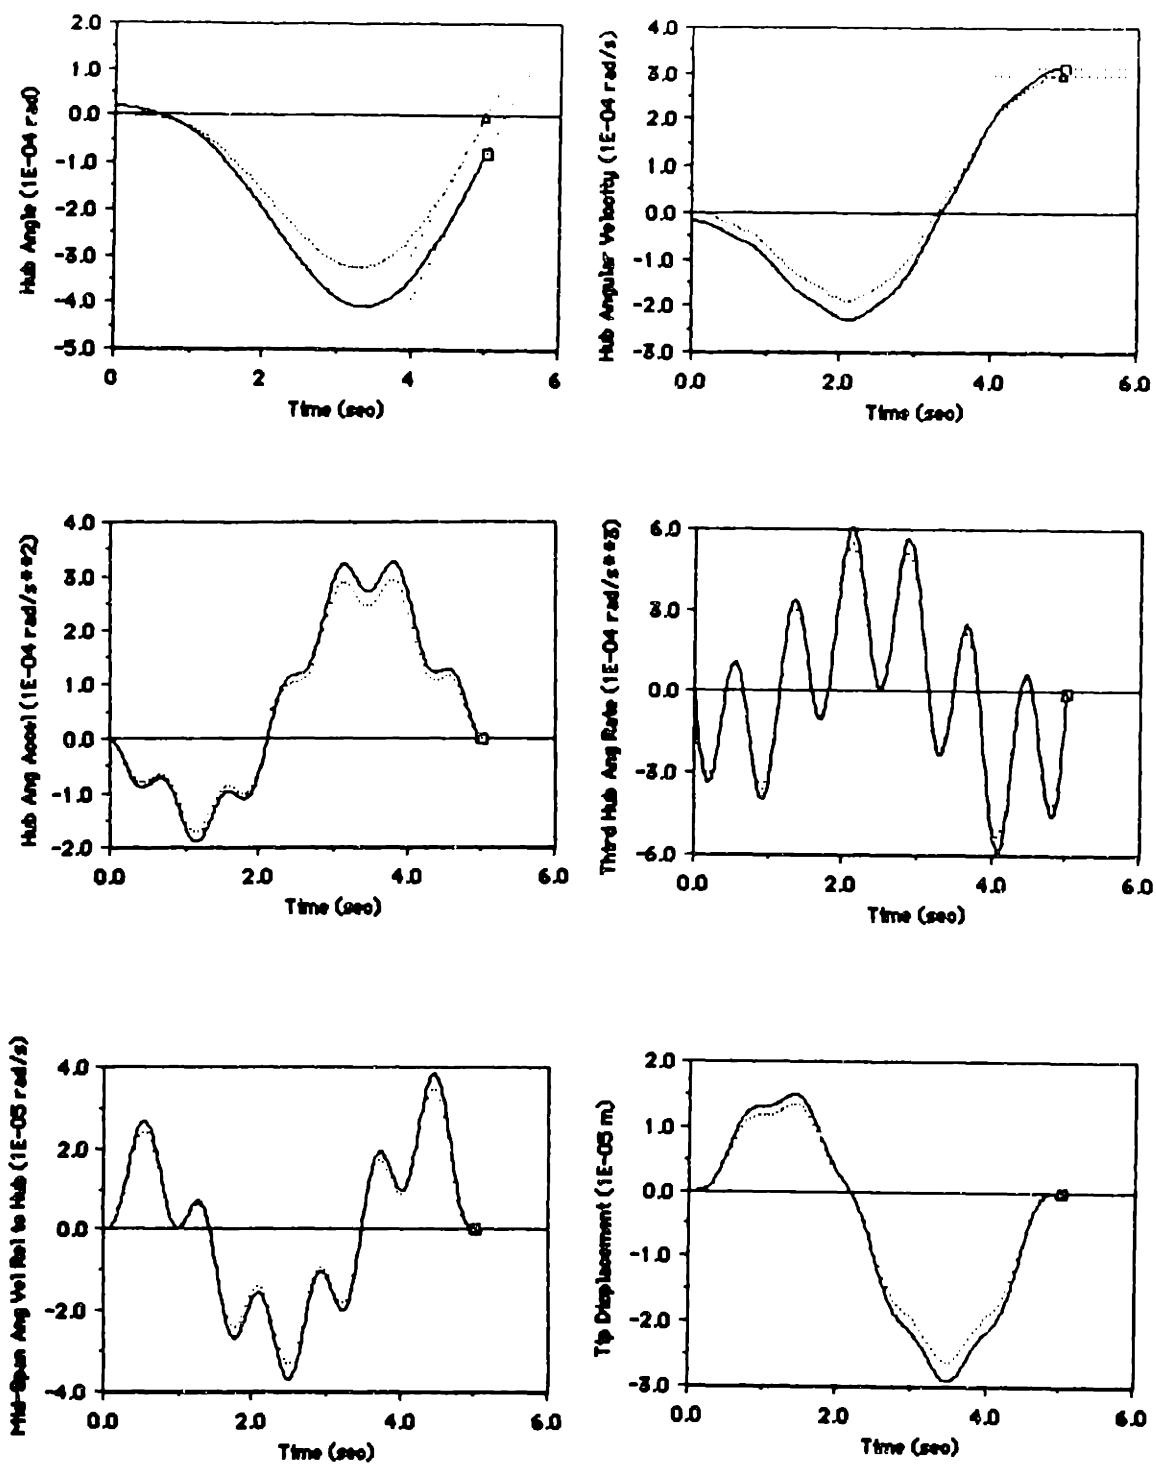 2.0
1.0
0.0
-1.0
-2.0
-3.0
-4.0
-5.0
Hub Angle (1E-04 rad)
0 2 4 6
Time (sec)
4.0
3.0
2.0
1.0
0.0
-1.0
-2.0
-3.0
Hub Angular Velocity (1E-04 rad/s)
0.0 2.0 4.0 6.0
Time (sec)
4.0
3.0
2.0
1.0
0.0
-1.0
-2.0
Hub Ang Accel (1E-04 rad/s**2)
0.0 2.0 4.0 6.0
Time (sec)
6.0
3.0
0.0
-3.0
-6.0
Third Hub Ang Rate (1E-04 rad/s**3)
0.0 2.0 4.0 6.0
Time (sec)
4.0
2.0
0.0
-2.0
-4.0
Mid-Span Ang Vel Rel to Hub (1E-05 rad/s)
0.0 2.0 4.0 6.0
Time (sec)
2.0
1.0
0.0
-1.0
-2.0
-3.0
Tip Displacement (1E-05 m)
0.0 2.0 4.0 6.0
Time (sec)